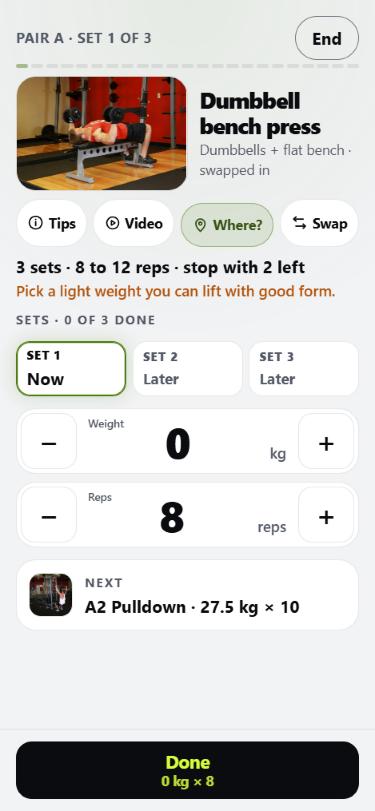 PAIR A · SET 1 OF 3
End
Dumbbell
bench press
Dumbbells + flat bench ·
swapped in
Tips
Video
Where?
Swap
3 sets · 8 to 12 reps · stop with 2 left
Pick a light weight you can lift with good form.
SETS · 0 OF 3 DONE
SET 1
Now
SET 2
Later
SET 3
Later
Weight
− 0 kg +
Reps
− 8 reps +
NEXT
A2 Pulldown · 27.5 kg × 10
Done
0 kg × 8